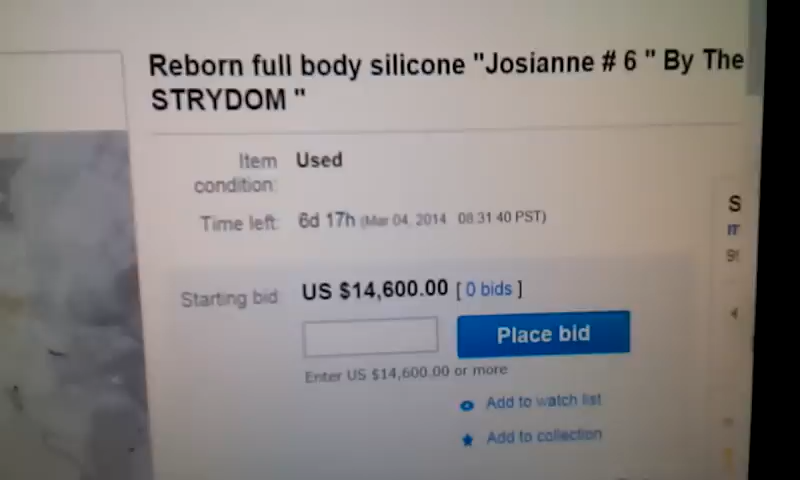 Reborn full body silicone "Josianne # 6 " By The
STRYDOM "
Item condition: Used
Time left: 6d 17h (Mar 04, 2014 08:31:40 PST)
Starting bid: US $14,600.00 [ 0 bids ]
Place bid
Enter US $14,600.00 or more
Add to watch list
Add to collection
S